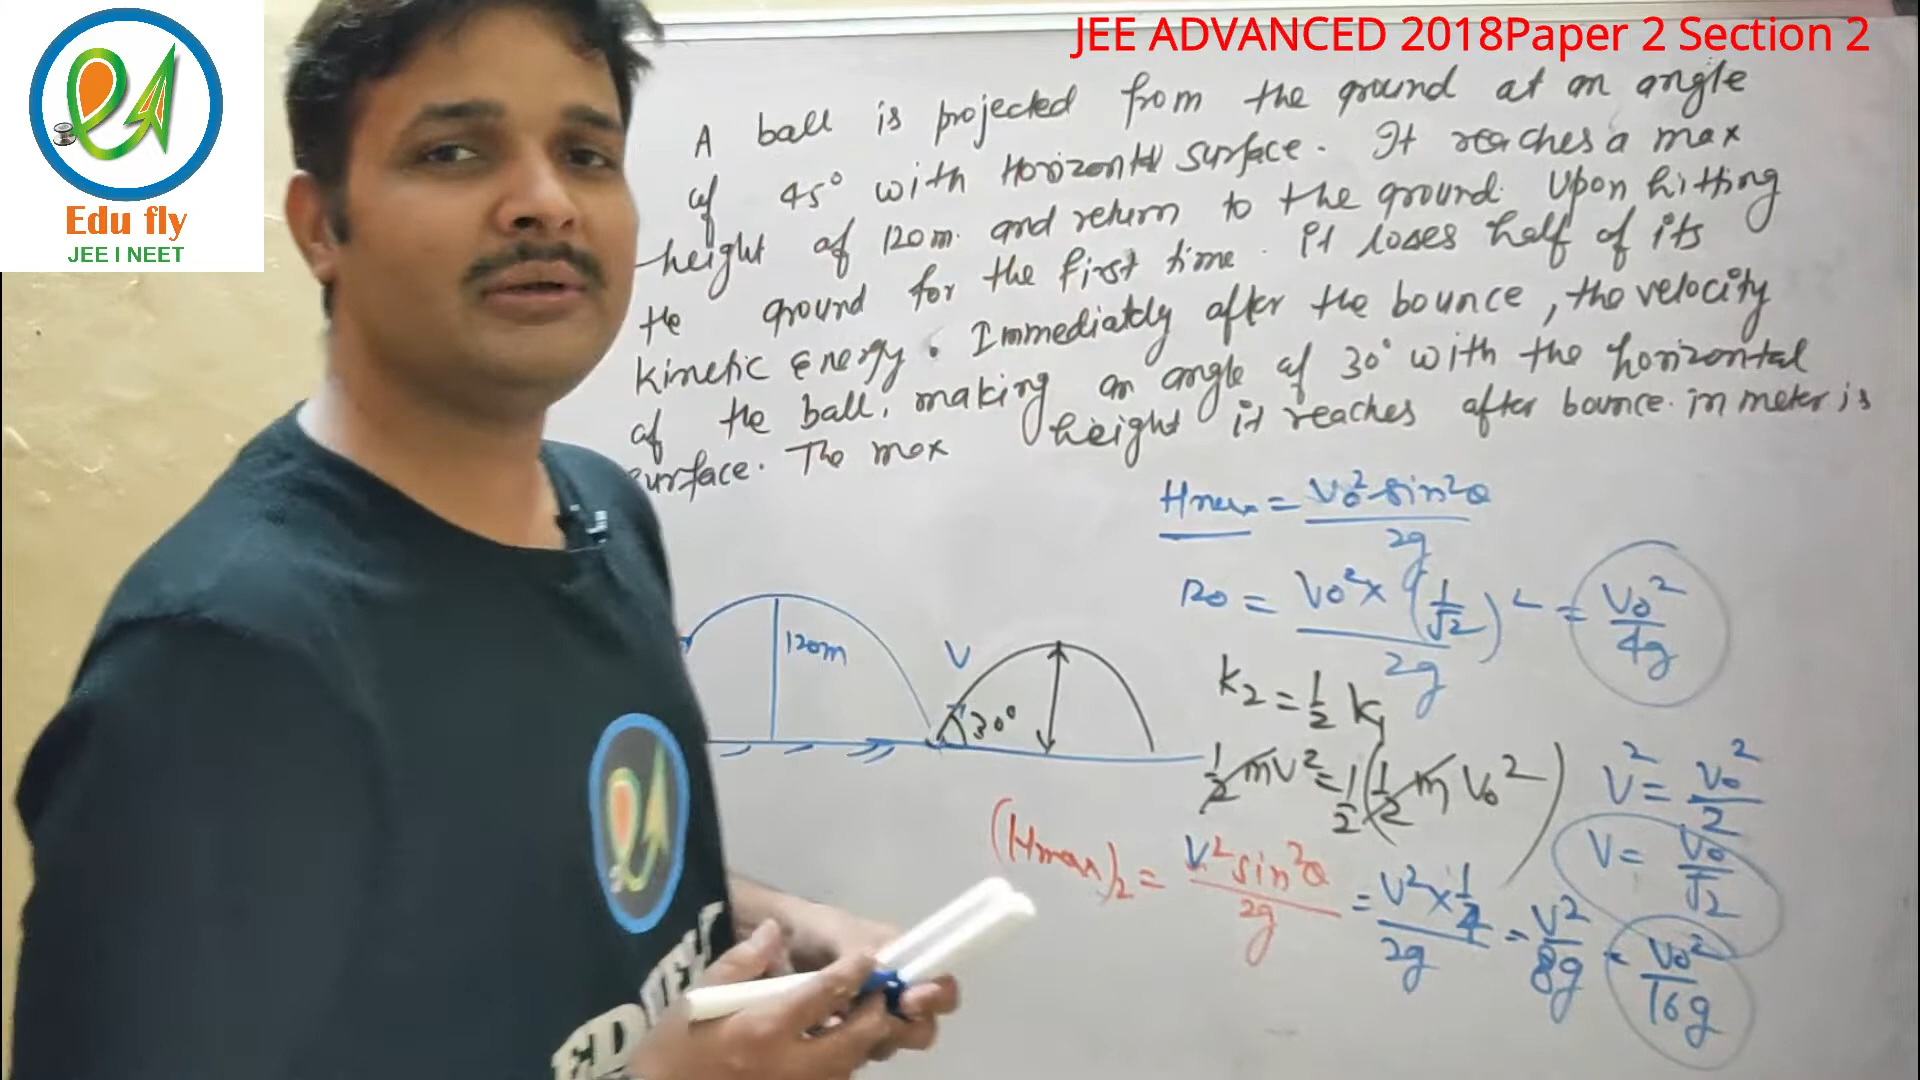 JEE ADVANCED 2018Paper 2 Section 2
Edu fly
JEE I NEET
A ball is projected from the ground at an angle
of 45° with Horizontal surface. It reaches a max
height of 120m. and return to the ground. Upon hitting
the ground for the first time. it loses half of its
kinetic Energy. Immediately after the bounce, the velocity
of the ball. making an angle of 30° with the horizontal
surface. The max height it reaches after bounce. in meter is
Hmax = V₀² sin²θ / 2g
120 = V₀² × (1/√2)² / 2g = V₀² / 4g
120m
V
30°
K2 = 1/2 K1
1/2 mV² = 1/2 (1/2 m V₀²)
V² = V₀² / 2
V = V₀ / √2
(Hmax)2 = V² sin²θ / 2g = V² × 1/4 / 2g = V² / 8g = V₀² / 16g